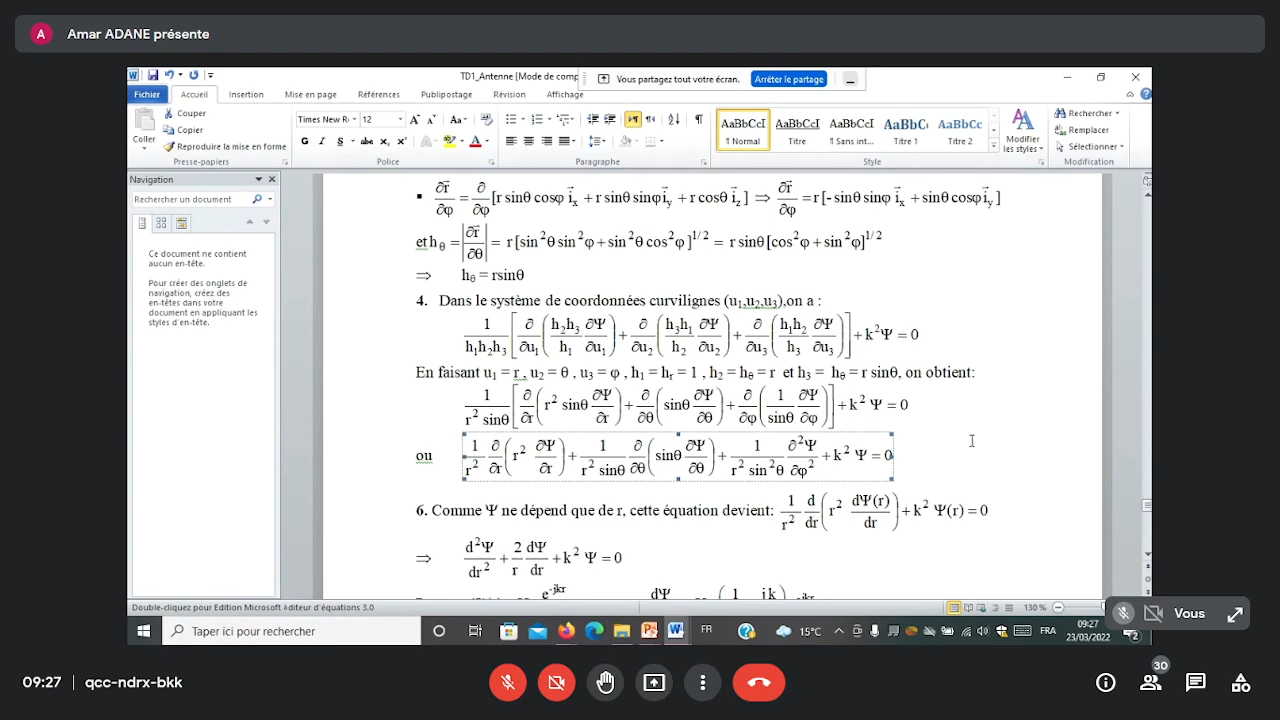 A Amar ADANE présente
TD1_Antenne [Mode de comp
Vous partagez tout écran. Arrêter le partage
Fichier Accueil Insertion Mise en page Références Publipostage Révision Affichage
Coller
Couper
Copier
Reproduire la mise en forme
Presse-papiers
Times New R 12
G I S abc x₂ x²
Police
Paragraphe
AaBbCcI AaBbCcI AaBbCcI AaBbC AaBbCc
¶ Normal Titre ¶ Sans int... Titre 1 Titre 2
Style
Modifier les styles
Rechercher
Remplacer
Sélectionner
Modification
Navigation
Rechercher un document
Ce document ne contient
aucun en-tête.
Pour créer des onglets de
navigation, créez des
en-têtes dans votre
document en appliquant les
styles d'en-tête.
▪ ∂r⃗/∂φ = ∂/∂φ [r sinθ cosφ i⃗x + r sinθ sinφ i⃗y + r cosθ i⃗z] ⇒ ∂r⃗/∂φ = r[- sinθ sinφ i⃗x + sinθ cosφ i⃗y]
et hθ = |∂r⃗/∂θ| = r [sin²θ sin²φ + sin²θ cos²φ]^1/2 = r sinθ [cos²φ + sin²φ]^1/2
⇒ hθ = rsinθ
4. Dans le système de coordonnées curvilignes (u₁,u₂,u₃),on a :
1/(h₁h₂h₃) [∂/∂u₁ (h₂h₃/h₁ ∂Ψ/∂u₁) + ∂/∂u₂ (h₃h₁/h₂ ∂Ψ/∂u₂) + ∂/∂u₃ (h₁h₂/h₃ ∂Ψ/∂u₃)] + k²Ψ = 0
En faisant u₁ = r , u₂ = θ , u₃ = φ , h₁ = hr = 1 , h₂ = hθ = r et h₃ = hθ = r sinθ, on obtient:
1/(r² sinθ) [∂/∂r (r² sinθ ∂Ψ/∂r) + ∂/∂θ (sinθ ∂Ψ/∂θ) + ∂/∂φ (1/sinθ ∂Ψ/∂φ)] + k² Ψ = 0
ou 1/r² ∂/∂r (r² ∂Ψ/∂r) + 1/(r² sinθ) ∂/∂θ (sinθ ∂Ψ/∂θ) + 1/(r² sin²θ) ∂²Ψ/∂φ² + k² Ψ = 0
6. Comme Ψ ne dépend que de r, cette équation devient: 1/r² d/dr (r² dΨ(r)/dr) + k² Ψ(r) = 0
⇒ d²Ψ/dr² + 2/r dΨ/dr + k² Ψ = 0
Double-cliquez pour Edition Microsoft éditeur d'équations 3.0
130 %
Vous
Taper ici pour rechercher
FR
15°C
FRA
09:27
23/03/2022
2
09:27 | qcc-ndrx-bkk
30